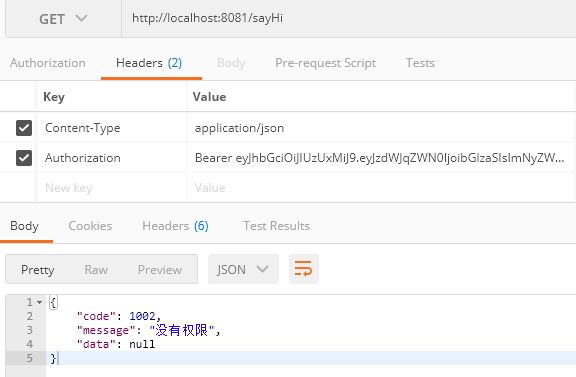 GET http://localhost:8081/sayHi
Authorization Headers (2) Body Pre-request Script Tests
Key Value
Content-Type application/json
Authorization Bearer eyJhbGciOiJIUzUxMiJ9.eyJzdWJqZWN0IjoibGlzaSIsImNyZW...
New key Value
Body Cookies Headers (6) Test Results
Pretty Raw Preview JSON
1 {
2 "code": 1002,
3 "message": "没有权限",
4 "data": null
5 }